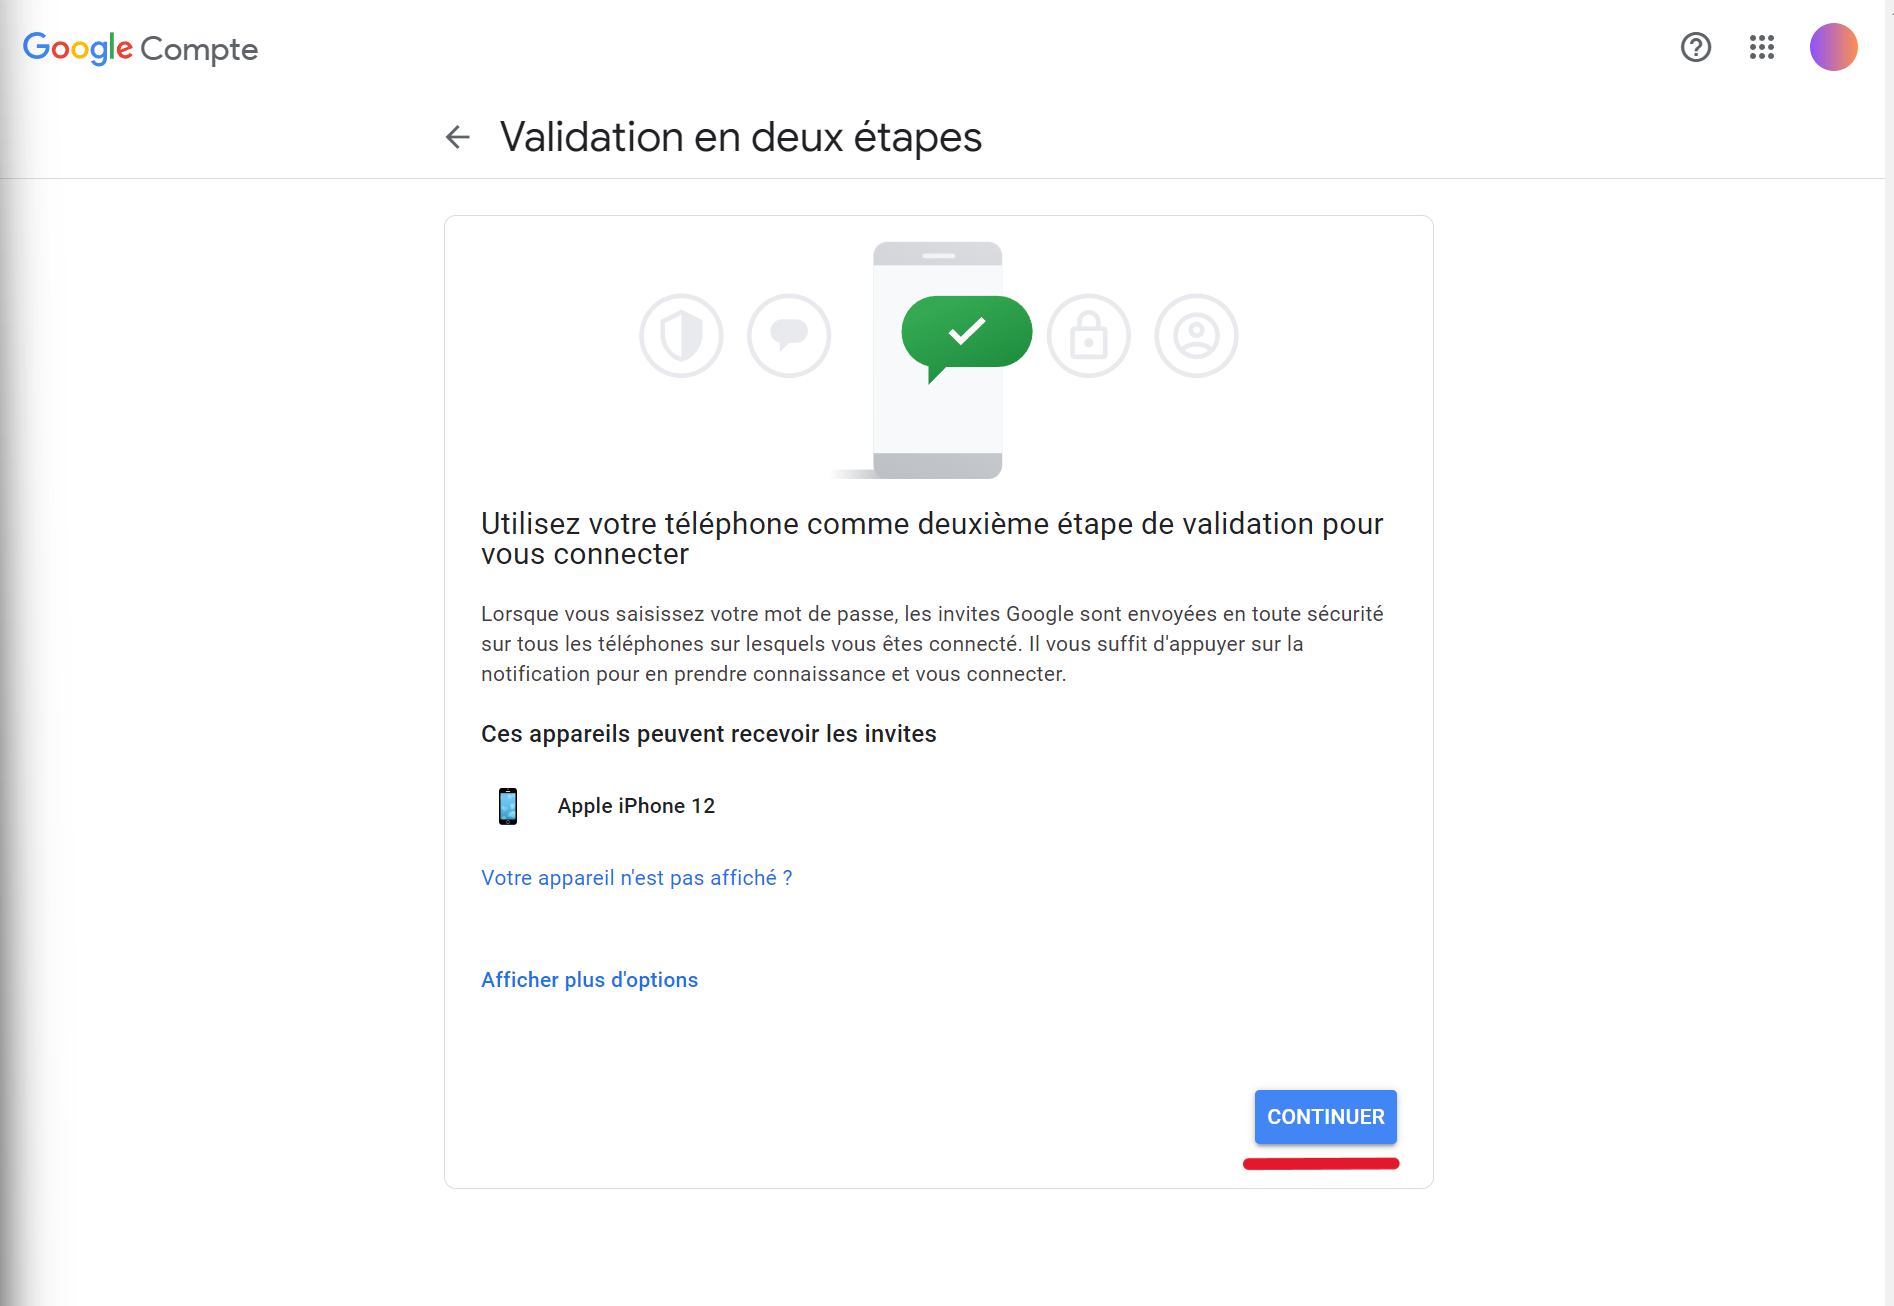 Google Compte
Validation en deux étapes
Utilisez votre téléphone comme deuxième étape de validation pour
vous connecter
Lorsque vous saisissez votre mot de passe, les invites Google sont envoyées en toute sécurité
sur tous les téléphones sur lesquels vous êtes connecté. Il vous suffit d'appuyer sur la
notification pour en prendre connaissance et vous connecter.
Ces appareils peuvent recevoir les invites
Apple iPhone 12
Votre appareil n'est pas affiché ?
Afficher plus d'options
CONTINUER